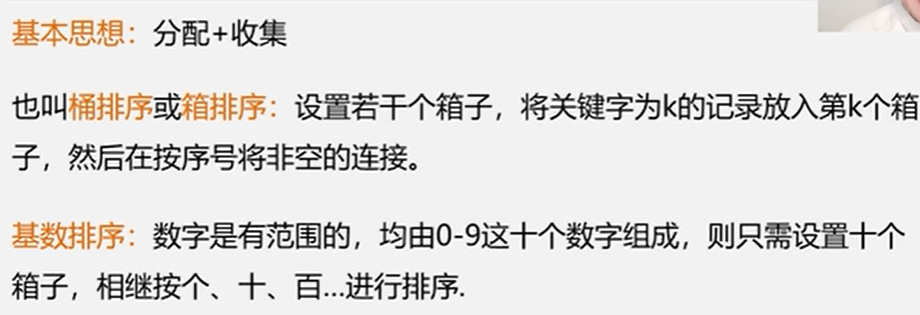 基本思想：分配+收集
也叫桶排序或箱排序：设置若干个箱子，将关键字为k的记录放入第k个箱
子，然后在按序号将非空的连接。
基数排序：数字是有范围的，均由0-9这十个数字组成，则只需设置十个
箱子，相继按个、十、百...进行排序.